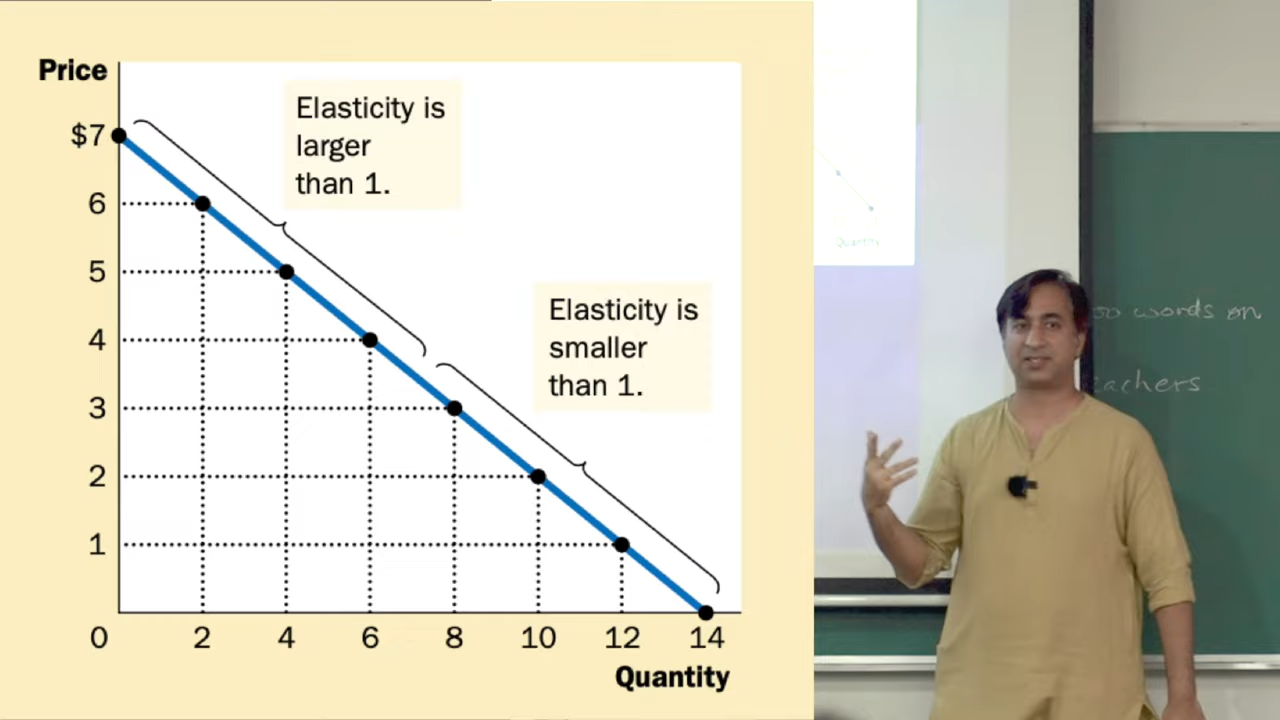 Price
Elasticity is
larger
than 1.
$7
6
5
Elasticity is
smaller
than 1.
4
3
2
1
0 2 4 6 8 10 12 14
Quantity
Quantity
words on